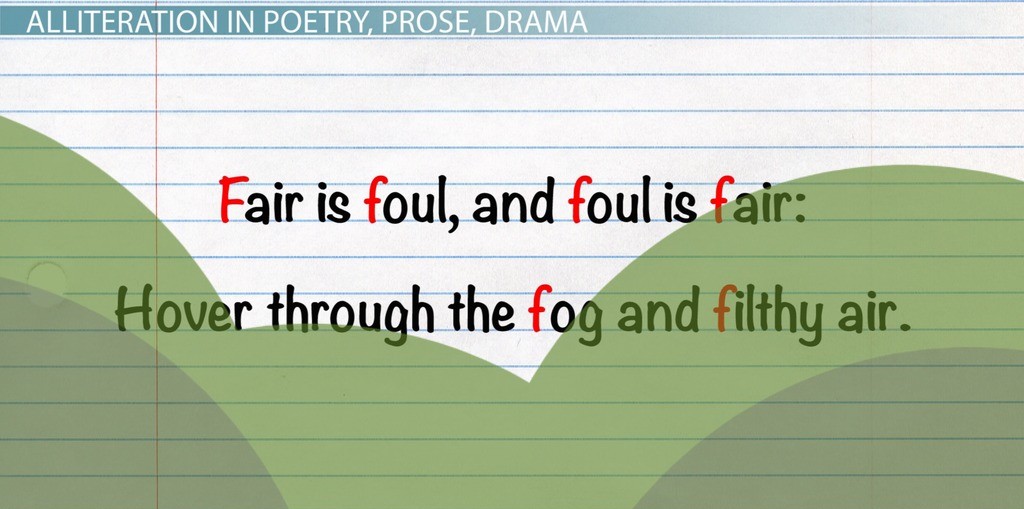 ALLITERATION IN POETRY, PROSE, DRAMA
Fair is foul, and foul is fair:
Hover through the fog and filthy air.